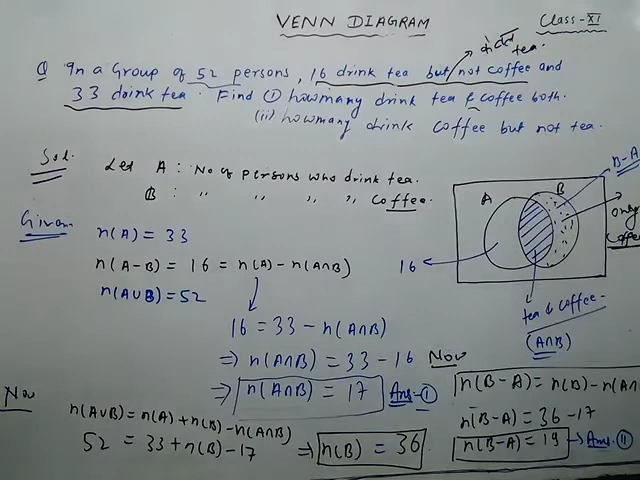 VENN DIAGRAM
Class-XI
Q In a Group of 52 persons, 16 drink tea but not coffee and
33 drink tea. Find (i) how many drink tea & coffee both.
(ii) how many drink coffee but not tea.
tea.
Sol.
Let A : No of persons who drink tea.
B : ,, ,, ,, ,, Coffee.
Given
n(A) = 33
n(A-B) = 16 = n(A) - n(A∩B)
n(A∪B) = 52
16 = 33 - n(A∩B)
⇒ n(A∩B) = 33 - 16
⇒ n(A∩B) = 17 Ans-(i)
Now
n(A∪B) = n(A) + n(B) - n(A∩B)
52 = 33 + n(B) - 17 ⇒ n(B) = 36
A
B
B-A
only
Coffee
16
tea & coffee.
(A∩B)
Now
n(B-A) = n(B) - n(A∩
n(B-A) = 36 - 17
n(B-A) = 19 → Ans (ii)